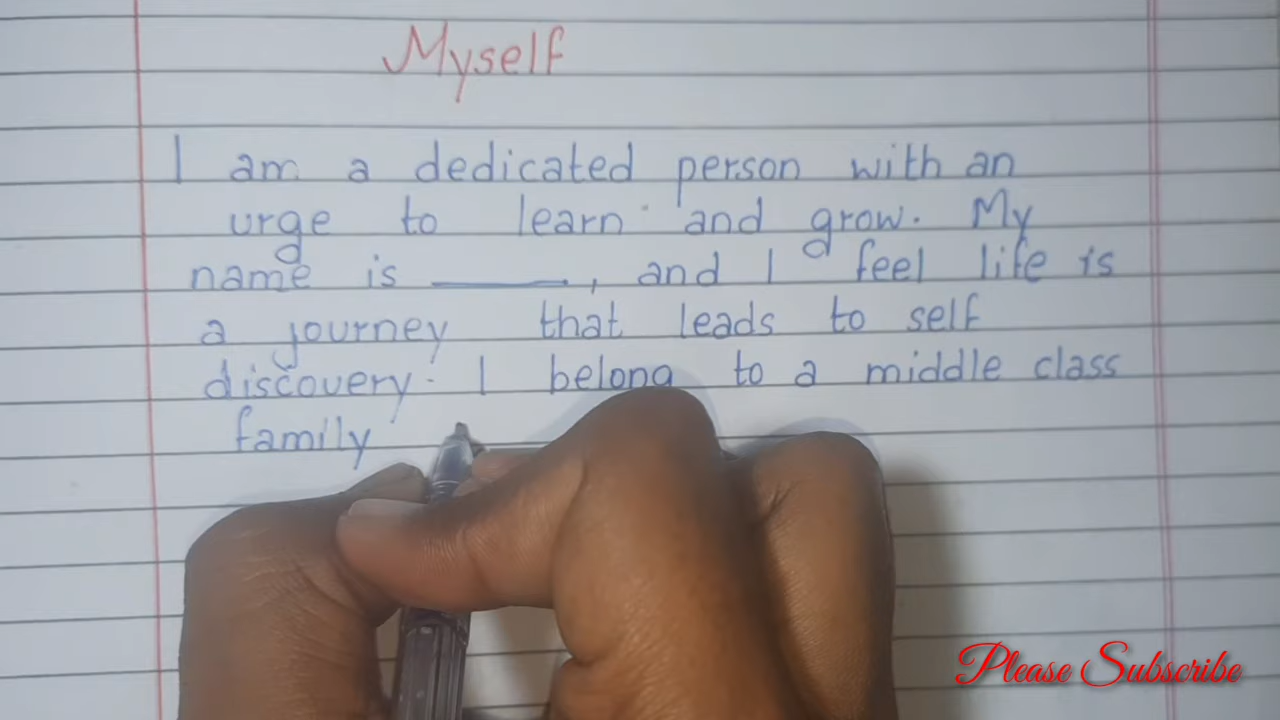 Myself
I am a dedicated person with an
urge to learn and grow. My
name is ______, and I feel life is
a journey that leads to self
discovery. I belong to a middle class
family
Please Subscribe